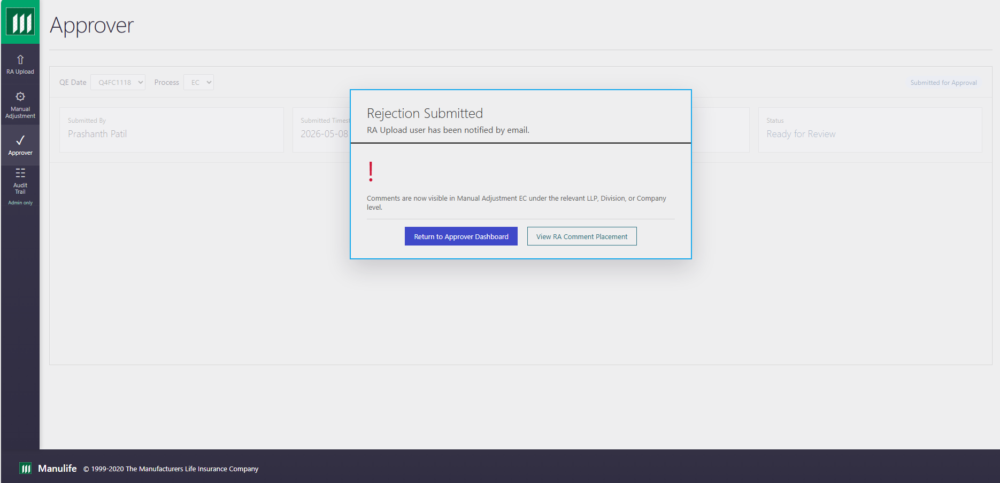 Approver
RA Upload
Manual
Adjustment
Approver
Audit
Trail
Admin only
QE Date Q4FC1118 Process EC
Submitted for Approval
Submitted By
Prashanth Patil
Submitted
2026-05-08
Status
Ready for Review
Rejection Submitted
RA Upload user has been notified by email.
!
Comments are now visible in Manual Adjustment EC under the relevant LLP, Division, or Company
level.
Return to Approver Dashboard
View RA Comment Placement
Manulife © 1999-2020 The Manufacturers Life Insurance Company